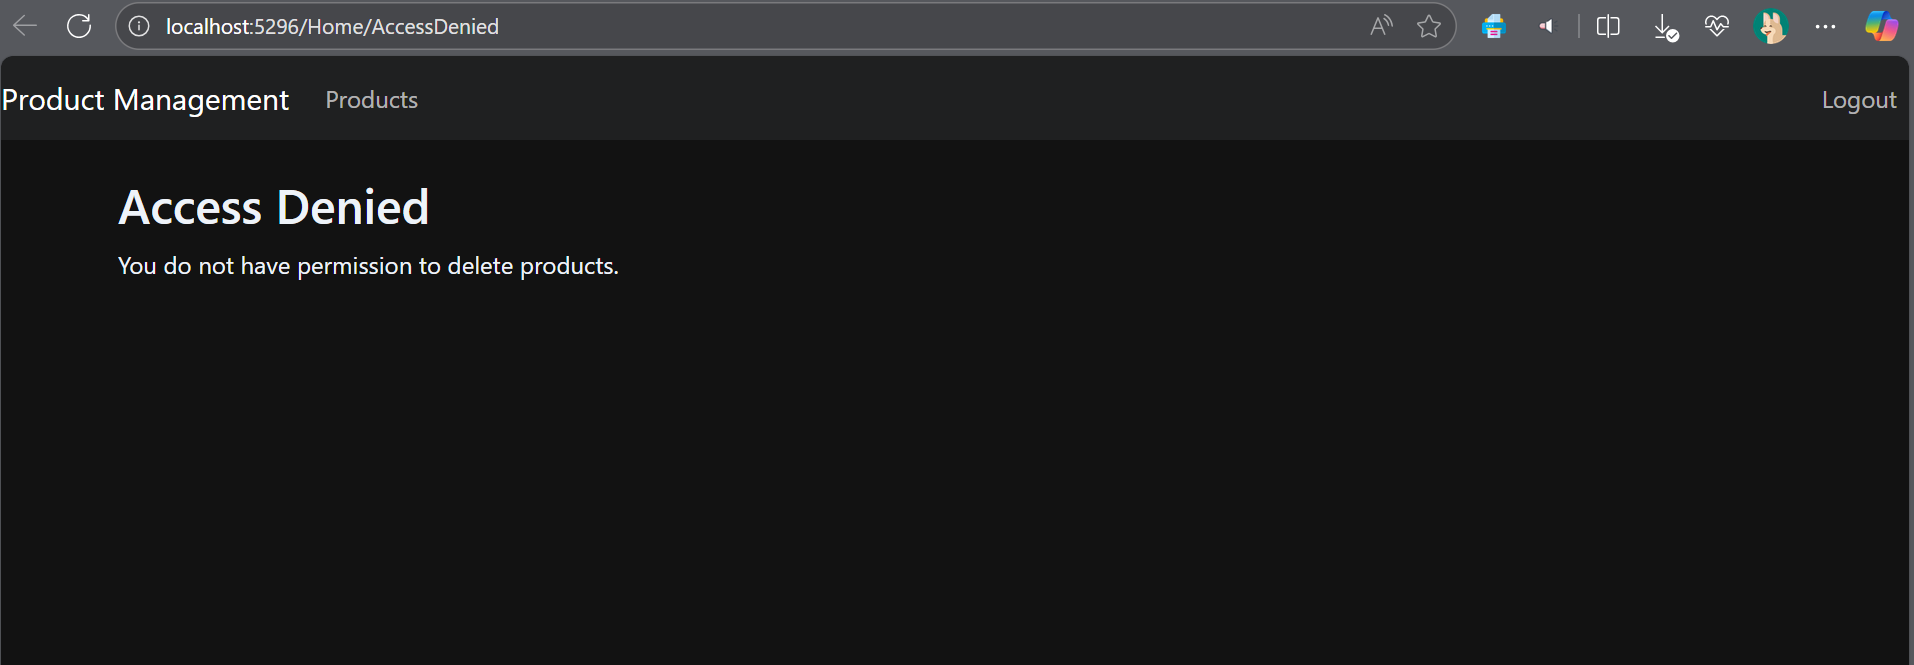 localhost:5296/Home/AccessDenied
Product Management Products Logout
Access Denied
You do not have permission to delete products.